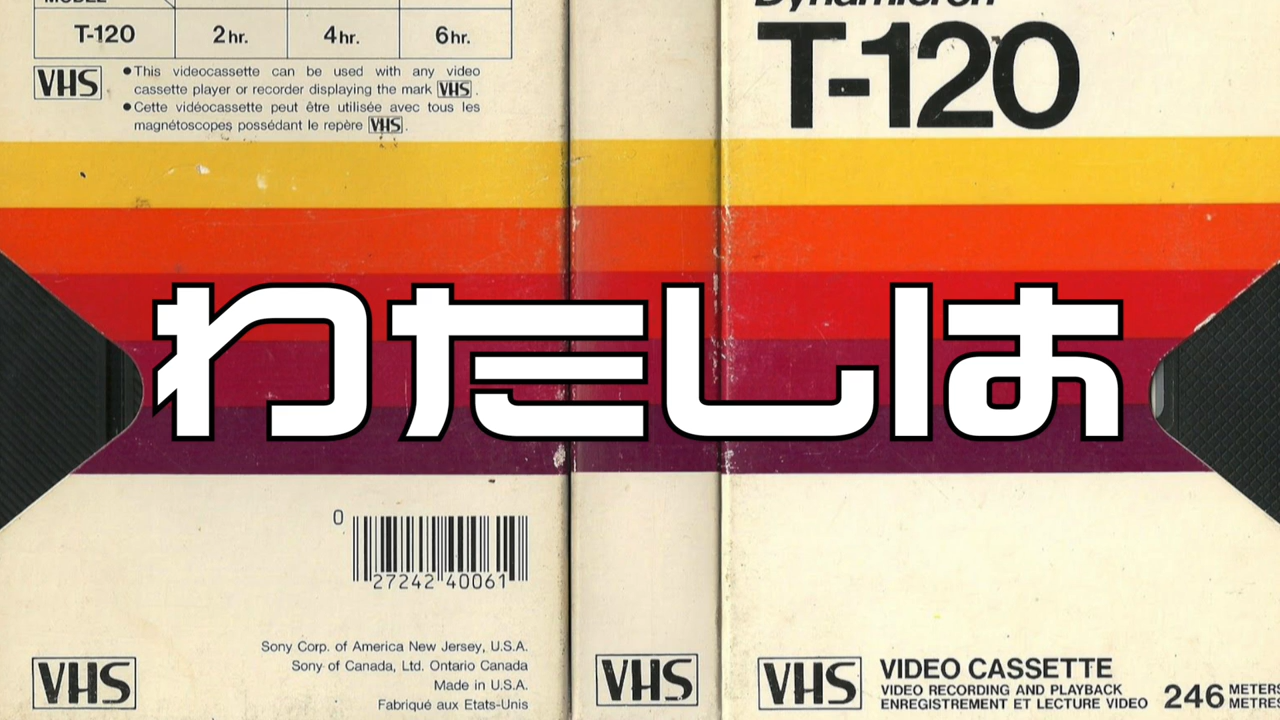 わたしは
T-120 2hr. 4hr. 6hr.
VHS
●This videocassette can be used with any video
cassette player or recorder displaying the mark VHS.
●Cette vidéocassette peut être utilisée avec tous les
magnétoscopes possédant le repère VHS.
0
27242 40061
Sony Corp. of America New Jersey, U.S.A.
Sony of Canada, Ltd. Ontario Canada
Made in U.S.A.
Fabriqué aux Etats-Unis
VHS
VHS
Dynamicron
T-120
VHS
VIDEO CASSETTE
VIDEO RECORDING AND PLAYBACK
ENREGISTREMENT ET LECTURE VIDEO
246 METERS
METRES